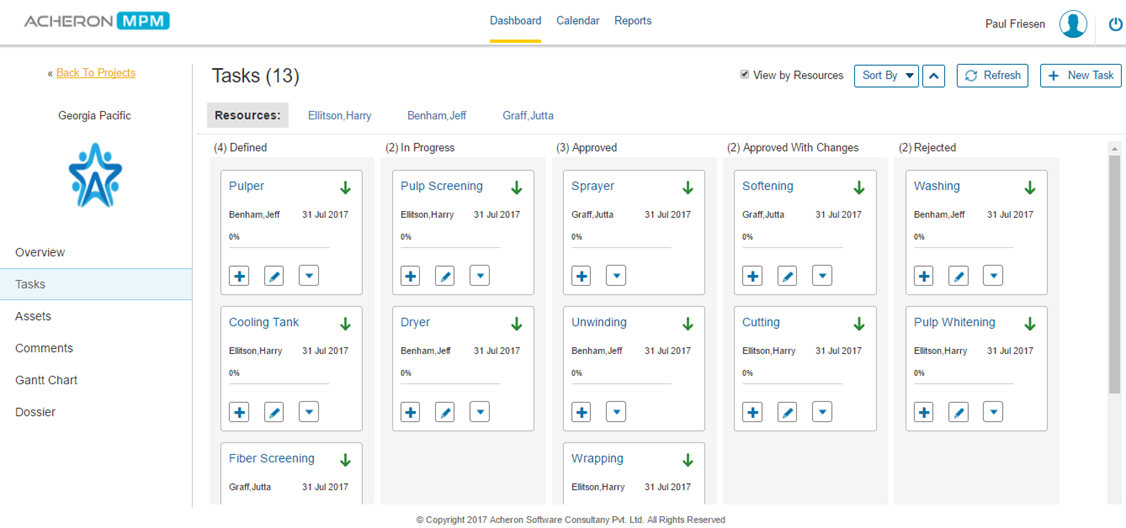 ACHERON MPM
Dashboard Calendar Reports
Paul Friesen
« Back To Projects
Georgia Pacific
Overview
Tasks
Assets
Comments
Gantt Chart
Dossier
Tasks (13)
View by Resources
Sort By
Refresh
New Task
Resources: Ellitson,Harry Benham,Jeff Graff,Jutta
(4) Defined
Pulper
Benham,Jeff 31 Jul 2017
0%
Cooling Tank
Ellitson,Harry 31 Jul 2017
0%
Fiber Screening
Graff,Jutta 31 Jul 2017
(2) In Progress
Pulp Screening
Ellitson,Harry 31 Jul 2017
0%
Dryer
Benham,Jeff 31 Jul 2017
0%
(3) Approved
Sprayer
Graff,Jutta 31 Jul 2017
0%
Unwinding
Benham,Jeff 31 Jul 2017
0%
Wrapping
Ellitson,Harry 31 Jul 2017
(2) Approved With Changes
Softening
Graff,Jutta 31 Jul 2017
0%
Cutting
Ellitson,Harry 31 Jul 2017
0%
(2) Rejected
Washing
Benham,Jeff 31 Jul 2017
0%
Pulp Whitening
Ellitson,Harry 31 Jul 2017
0%
© Copyright 2017 Acheron Software Consultany Pvt. Ltd. All Rights Reserved